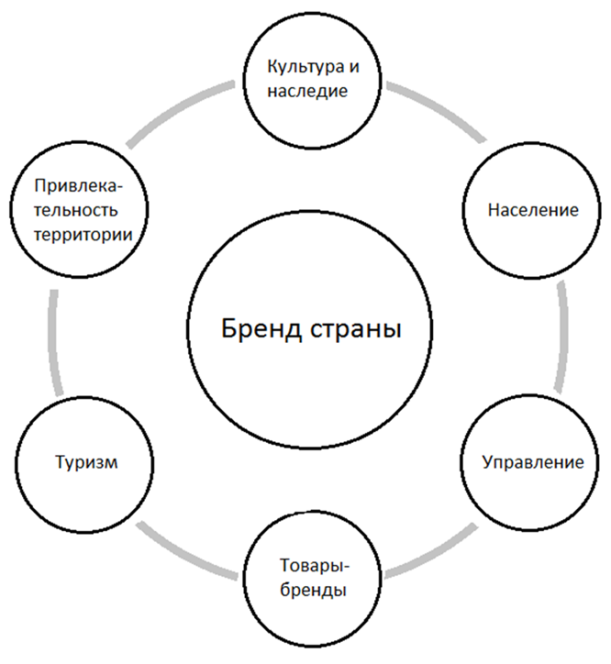 Культура и
наследие
Население
Управление
Товары-
бренды
Туризм
Привлека-
тельность
территории
Бренд страны